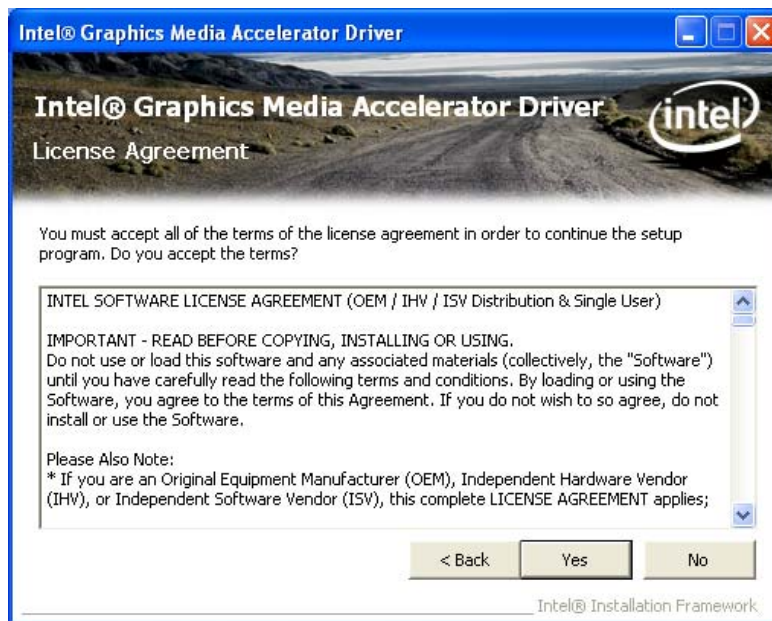 Intel® Graphics Media Accelerator Driver
Intel® Graphics Media Accelerator Driver
intel
License Agreement
You must accept all of the terms of the license agreement in order to continue the setup
program. Do you accept the terms?
INTEL SOFTWARE LICENSE AGREEMENT (OEM / IHV / ISV Distribution & Single User)
IMPORTANT - READ BEFORE COPYING, INSTALLING OR USING.
Do not use or load this software and any associated materials (collectively, the "Software")
until you have carefully read the following terms and conditions. By loading or using the
Software, you agree to the terms of this Agreement. If you do not wish to so agree, do not
install or use the Software.
Please Also Note:
* If you are an Original Equipment Manufacturer (OEM), Independent Hardware Vendor
(IHV), or Independent Software Vendor (ISV), this complete LICENSE AGREEMENT applies;
< Back
Yes
No
Intel® Installation Framework